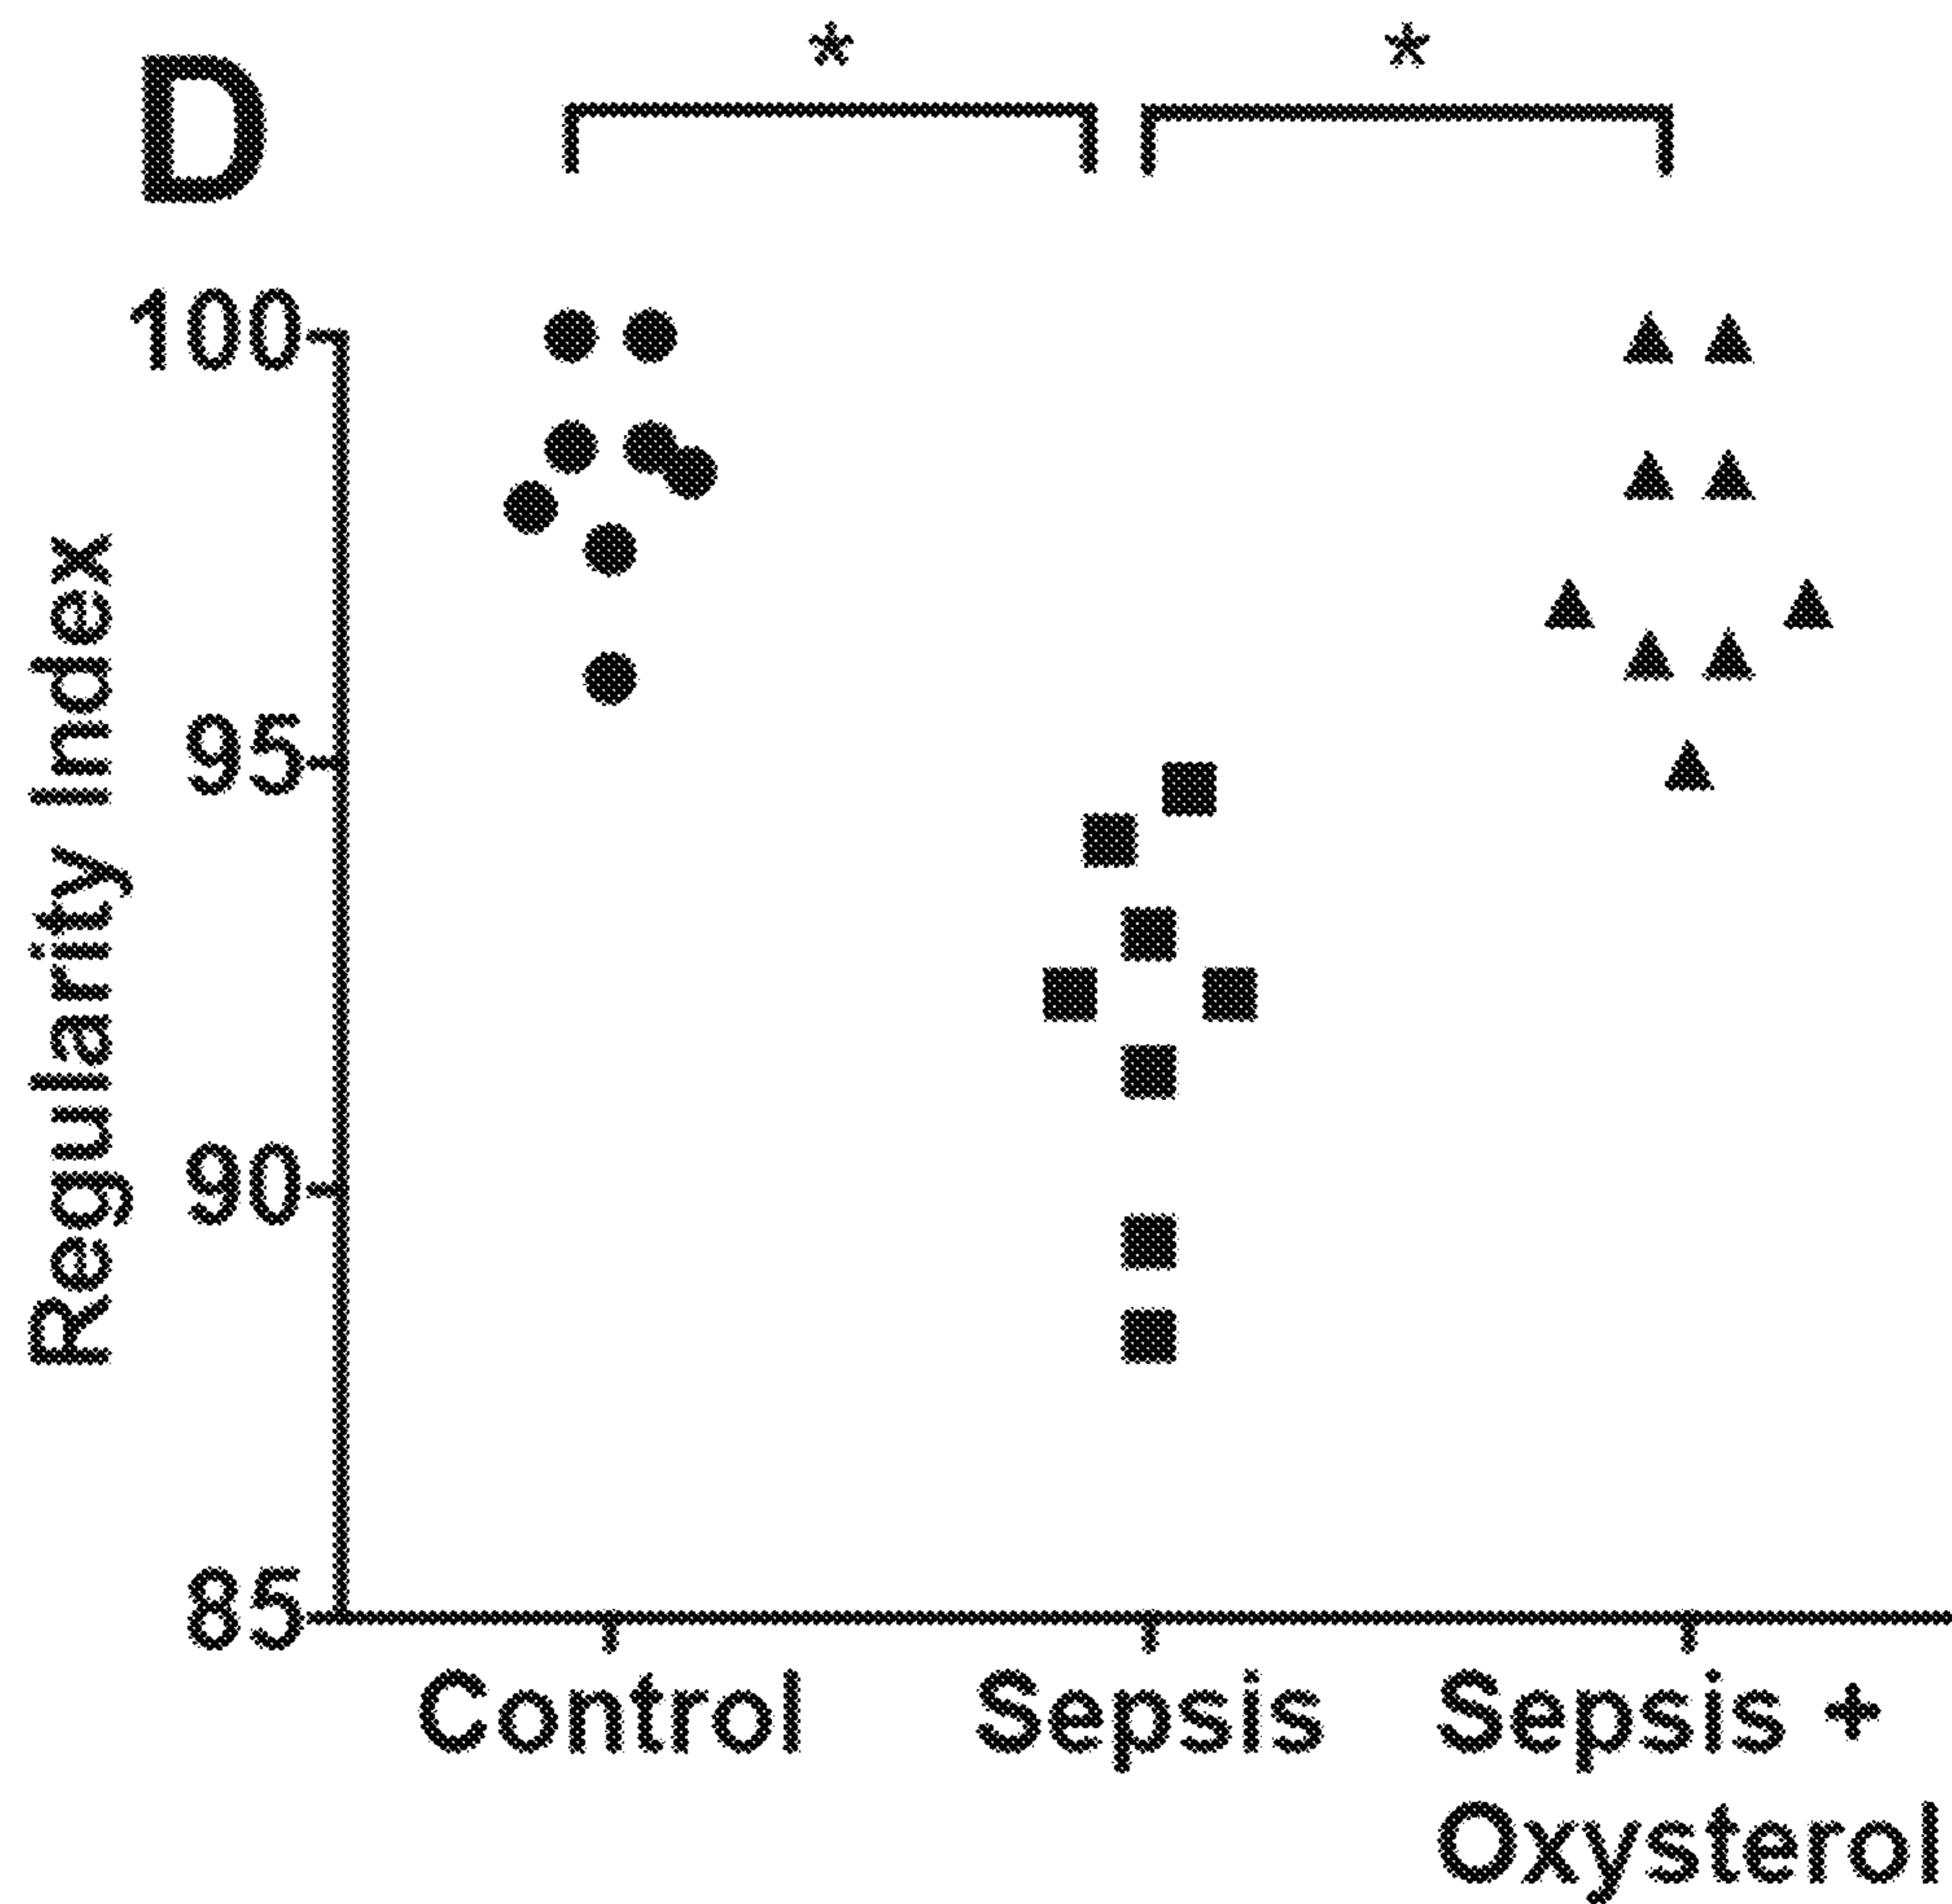 D
*
*
Regularity Index
100
95
90
85
Control
Sepsis
Sepsis +
Oxysterol